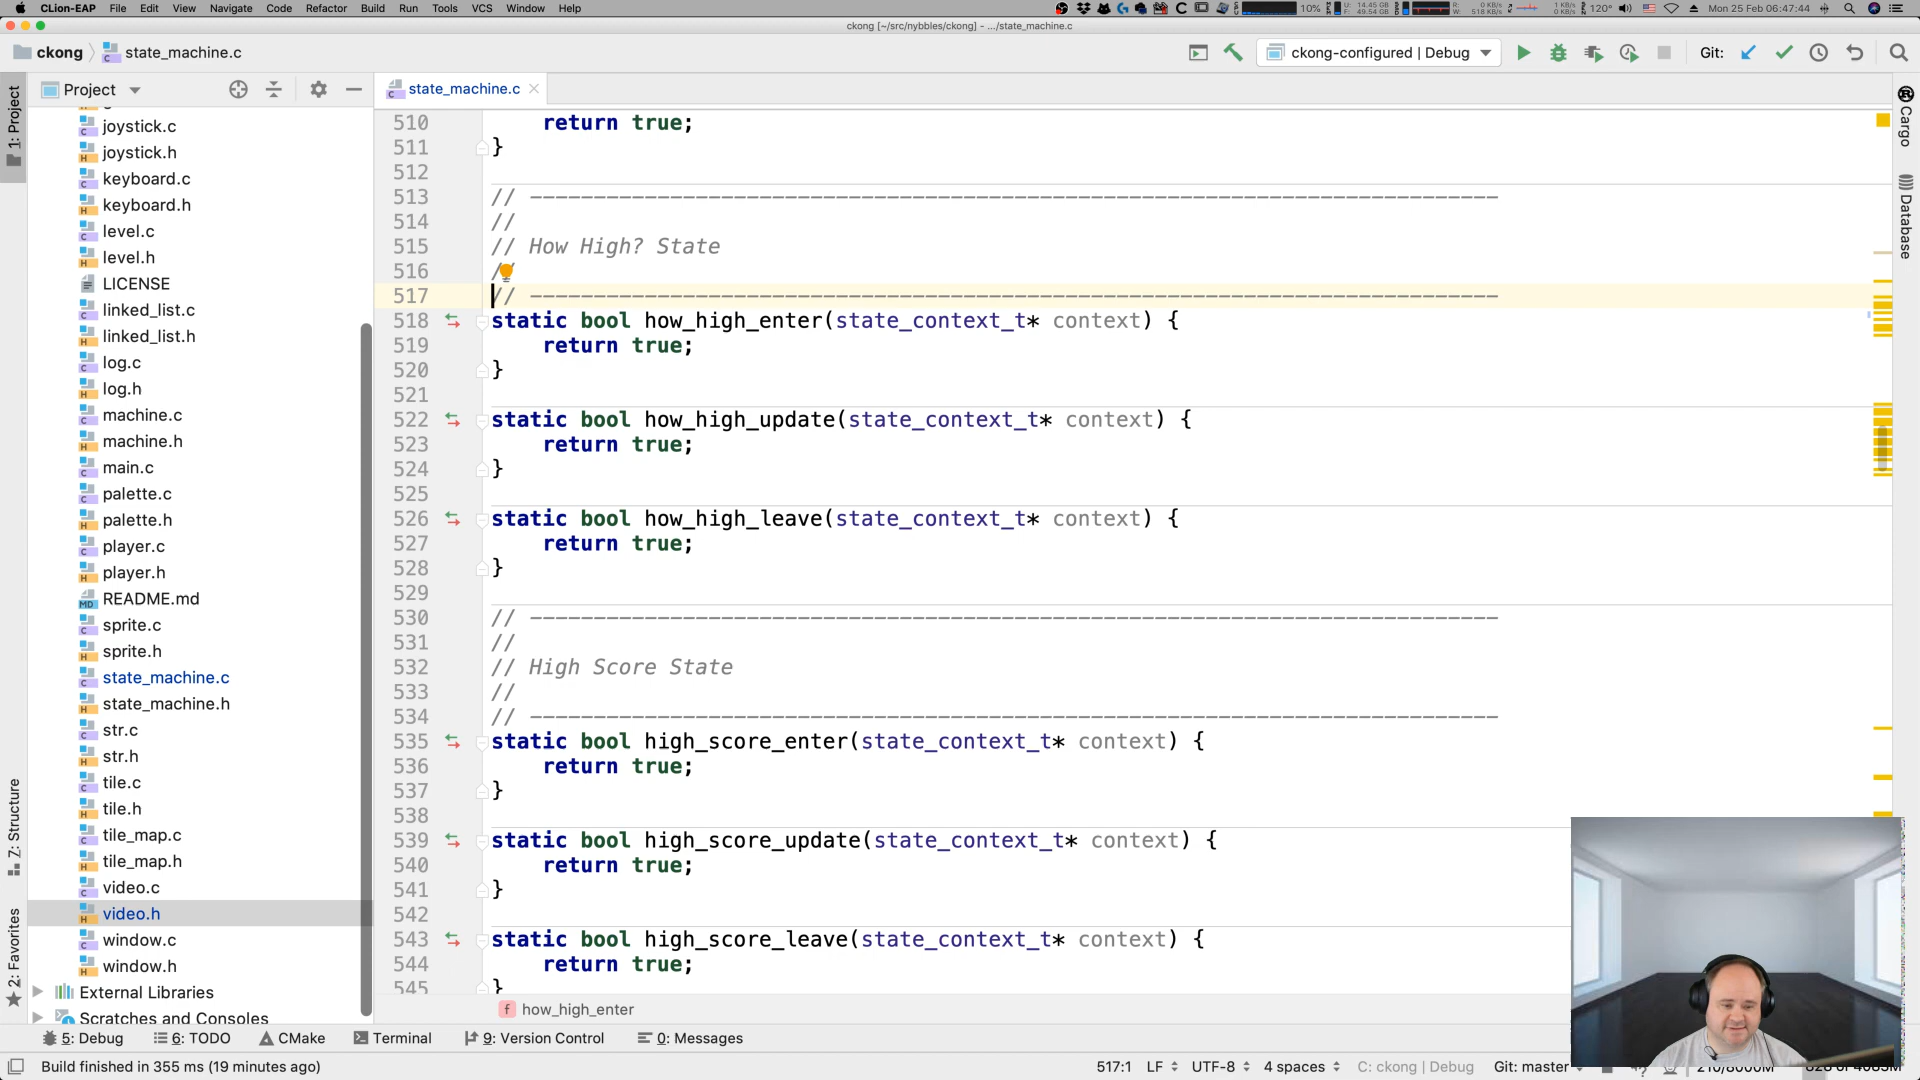 CLion-EAP File Edit View Navigate Code Refactor Build Run Tools VCS Window Help
10% 120° Mon 25 Feb 06:47:44
ckong [~/src/nybbles/ckong] - .../state_machine.c
ckong state_machine.c
ckong-configured | Debug
Git:
Project
state_machine.c
1: Project
Z: Structure
2: Favorites
Cargo
Database
joystick.c
joystick.h
keyboard.c
keyboard.h
level.c
level.h
LICENSE
linked_list.c
linked_list.h
log.c
log.h
machine.c
machine.h
main.c
palette.c
palette.h
player.c
player.h
README.md
sprite.c
sprite.h
state_machine.c
state_machine.h
str.c
str.h
tile.c
tile.h
tile_map.c
tile_map.h
video.c
video.h
window.c
window.h
External Libraries
Scratches and Consoles
510 return true;
511 }
512
513 // ----------------------------------------------------------------------------
514 //
515 // How High? State
516 //
517 // ----------------------------------------------------------------------------
518 static bool how_high_enter(state_context_t* context) {
519 return true;
520 }
521
522 static bool how_high_update(state_context_t* context) {
523 return true;
524 }
525
526 static bool how_high_leave(state_context_t* context) {
527 return true;
528 }
529
530 // ----------------------------------------------------------------------------
531 //
532 // High Score State
533 //
534 // ----------------------------------------------------------------------------
535 static bool high_score_enter(state_context_t* context) {
536 return true;
537 }
538
539 static bool high_score_update(state_context_t* context) {
540 return true;
541 }
542
543 static bool high_score_leave(state_context_t* context) {
544 return true;
545 }
f how_high_enter
5: Debug 6: TODO CMake Terminal 9: Version Control 0: Messages
Build finished in 355 ms (19 minutes ago)
517:1 LF UTF-8 4 spaces C: ckong | Debug Git: master